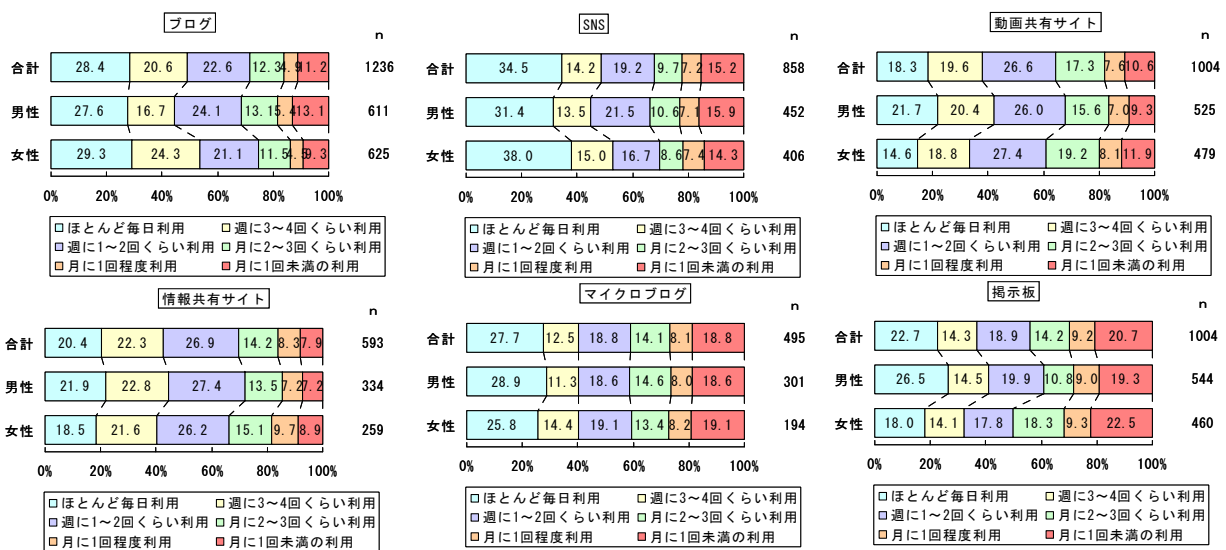 ブログ
n
合計 28.4 20.6 22.6 12.3 4.9 11.2 1236
男性 27.6 16.7 24.1 13.1 5.4 13.1 611
女性 29.3 24.3 21.1 11.5 4.5 9.3 625
0% 20% 40% 60% 80% 100%
ほとんど毎日利用 週に3~4回くらい利用
週に1~2回くらい利用 月に2~3回くらい利用
月に1回程度利用 月に1回未満の利用
SNS
n
合計 34.5 14.2 19.2 9.7 7.2 15.2 858
男性 31.4 13.5 21.5 10.6 7.1 15.9 452
女性 38.0 15.0 16.7 8.6 7.4 14.3 406
0% 20% 40% 60% 80% 100%
ほとんど毎日利用 週に3~4回くらい利用
週に1~2回くらい利用 月に2~3回くらい利用
月に1回程度利用 月に1回未満の利用
動画共有サイト
n
合計 18.3 19.6 26.6 17.3 7.6 10.6 1004
男性 21.7 20.4 26.0 15.6 7.0 9.3 525
女性 14.6 18.8 27.4 19.2 8.1 11.9 479
0% 20% 40% 60% 80% 100%
ほとんど毎日利用 週に3~4回くらい利用
週に1~2回くらい利用 月に2~3回くらい利用
月に1回程度利用 月に1回未満の利用
情報共有サイト
n
合計 20.4 22.3 26.9 14.2 8.3 7.9 593
男性 21.9 22.8 27.4 13.5 7.2 7.2 334
女性 18.5 21.6 26.2 15.1 9.7 8.9 259
0% 20% 40% 60% 80% 100%
ほとんど毎日利用 週に3~4回くらい利用
週に1~2回くらい利用 月に2~3回くらい利用
月に1回程度利用 月に1回未満の利用
マイクロブログ
n
合計 27.7 12.5 18.8 14.1 8.1 18.8 495
男性 28.9 11.3 18.6 14.6 8.0 18.6 301
女性 25.8 14.4 19.1 13.4 8.2 19.1 194
0% 20% 40% 60% 80% 100%
ほとんど毎日利用 週に3~4回くらい利用
週に1~2回くらい利用 月に2~3回くらい利用
月に1回程度利用 月に1回未満の利用
掲示板
n
合計 22.7 14.3 18.9 14.2 9.2 20.7 1004
男性 26.5 14.5 19.9 10.8 9.0 19.3 544
女性 18.0 14.1 17.8 18.3 9.3 22.5 460
0% 20% 40% 60% 80% 100%
ほとんど毎日利用 週に3~4回くらい利用
週に1~2回くらい利用 月に2~3回くらい利用
月に1回程度利用 月に1回未満の利用